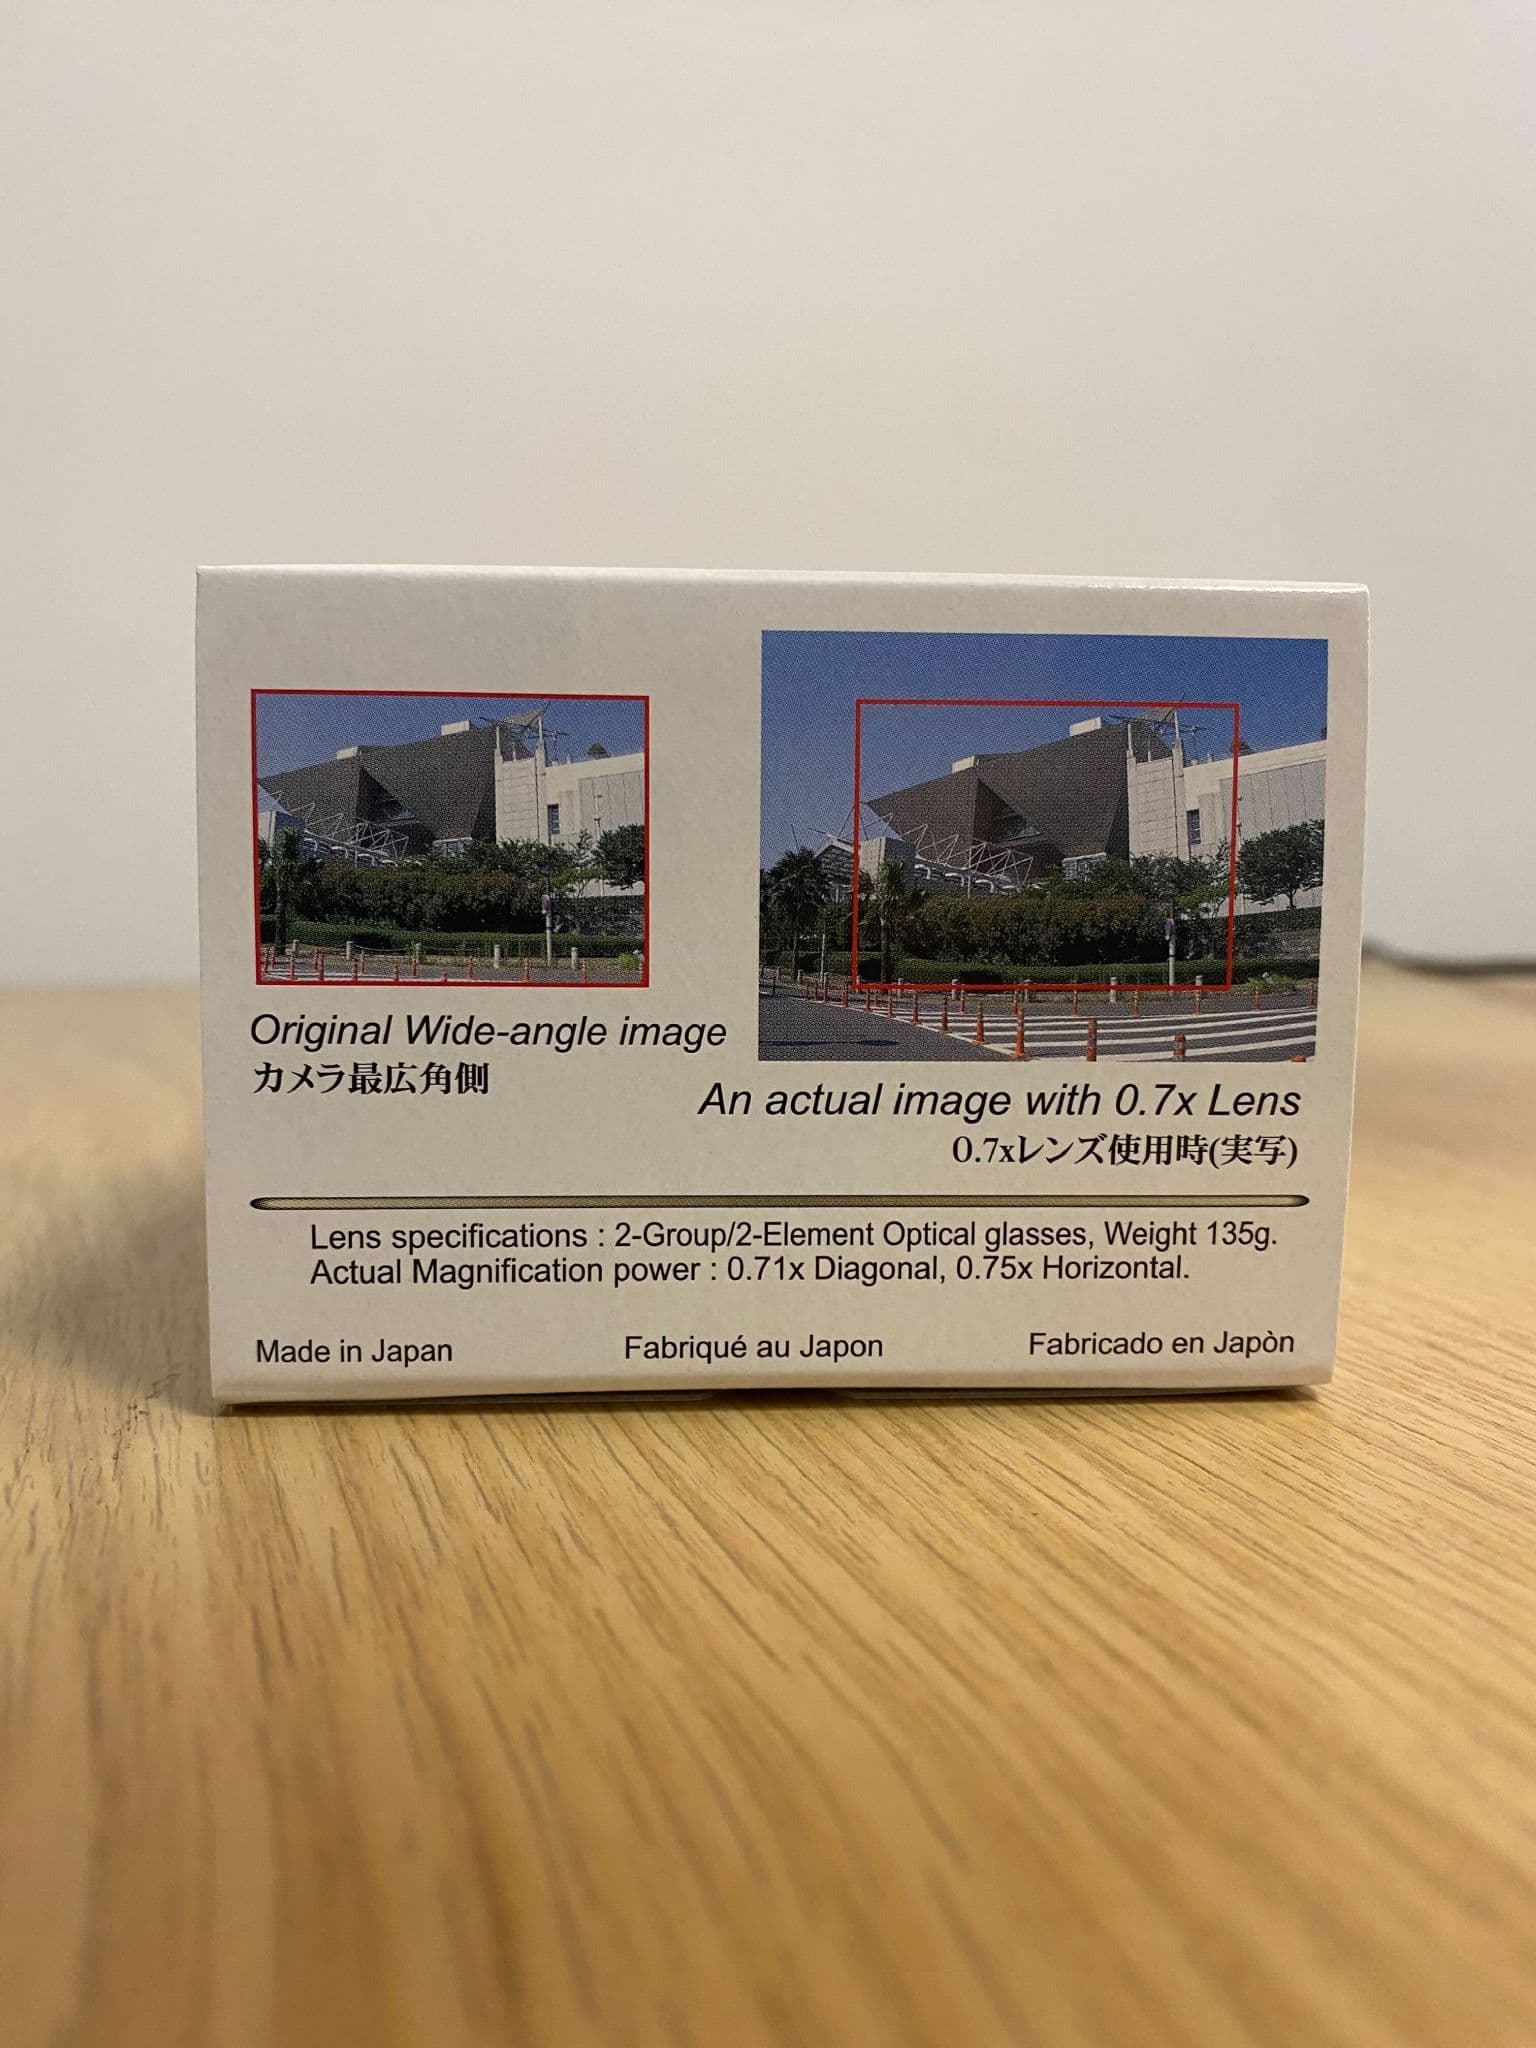 Original Wide-angle image
カメラ最広角側
An actual image with 0.7x Lens
0.7xレンズ使用時(実写)
Lens specifications : 2-Group/2-Element Optical glasses, Weight 135g.
Actual Magnification power : 0.71x Diagonal, 0.75x Horizontal.
Made in Japan
Fabriqué au Japon
Fabricado en Japòn